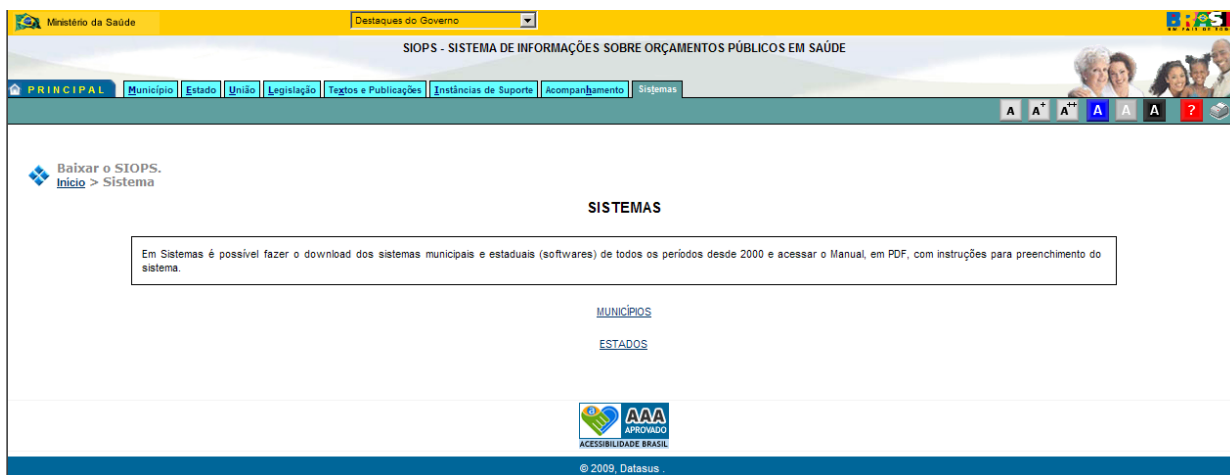 Ministério da Saúde
Destaques do Governo
BRASIL
SIOPS - SISTEMA DE INFORMAÇÕES SOBRE ORÇAMENTOS PÚBLICOS EM SAÚDE
PRINCIPAL Município Estado União Legislação Textos e Publicações Instâncias de Suporte Acompanhamento Sistemas
A A+ A++ A A A ?
Baixar o SIOPS.
Início > Sistema
SISTEMAS
Em Sistemas é possível fazer o download dos sistemas municipais e estaduais (softwares) de todos os períodos desde 2000 e acessar o Manual, em PDF, com instruções para preenchimento do
sistema.
MUNICÍPIOS
ESTADOS
AAA
APROVADO
ACESSIBILIDADE BRASIL
© 2009, Datasus .